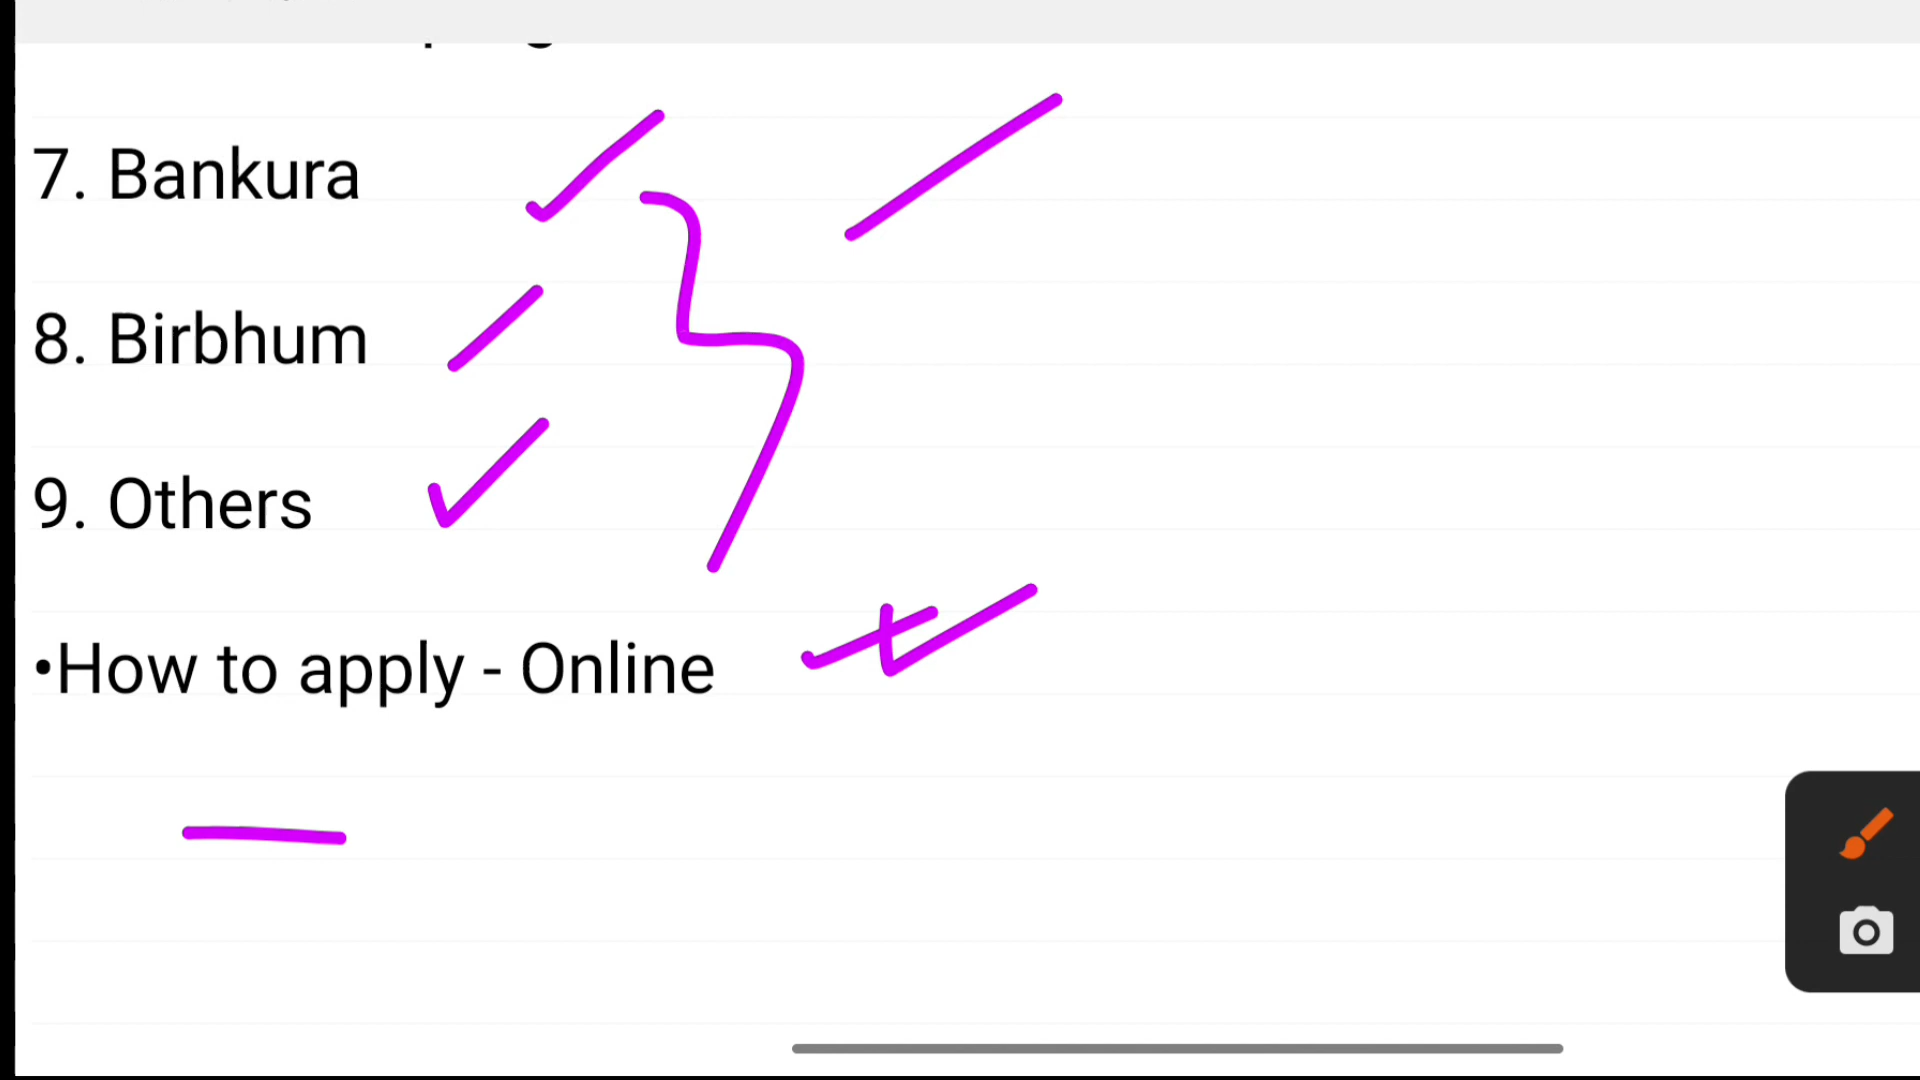 7. Bankura
8. Birbhum
9. Others
•How to apply - Online